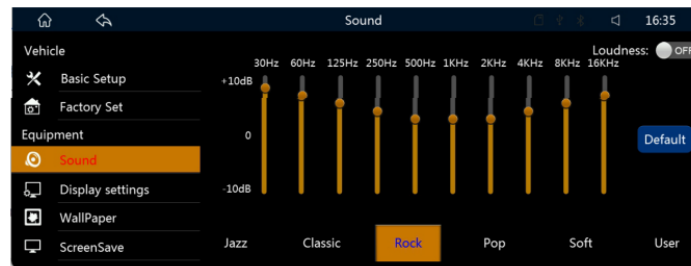 Sound
16:35
Vehicle
Loudness: OFF
30Hz 60Hz 125Hz 250Hz 500Hz 1KHz 2KHz 4KHz 8KHz 16KHz
Basic Setup
+10dB
Factory Set
Equipment
0
Default
Sound
Display settings
-10dB
WallPaper
ScreenSave
Jazz Classic Rock Pop Soft User